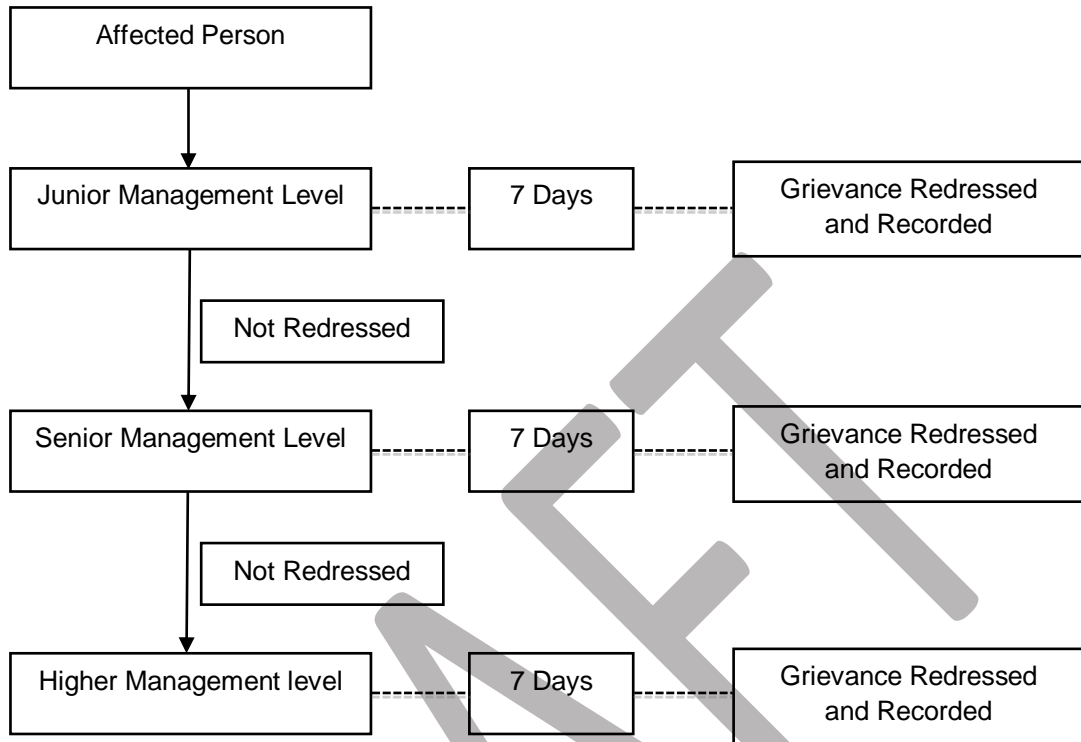 Affected Person
Junior Management Level
7 Days
Grievance Redressed
and Recorded
Not Redressed
Senior Management Level
7 Days
Grievance Redressed
and Recorded
Not Redressed
Higher Management level
7 Days
Grievance Redressed
and Recorded
AFT